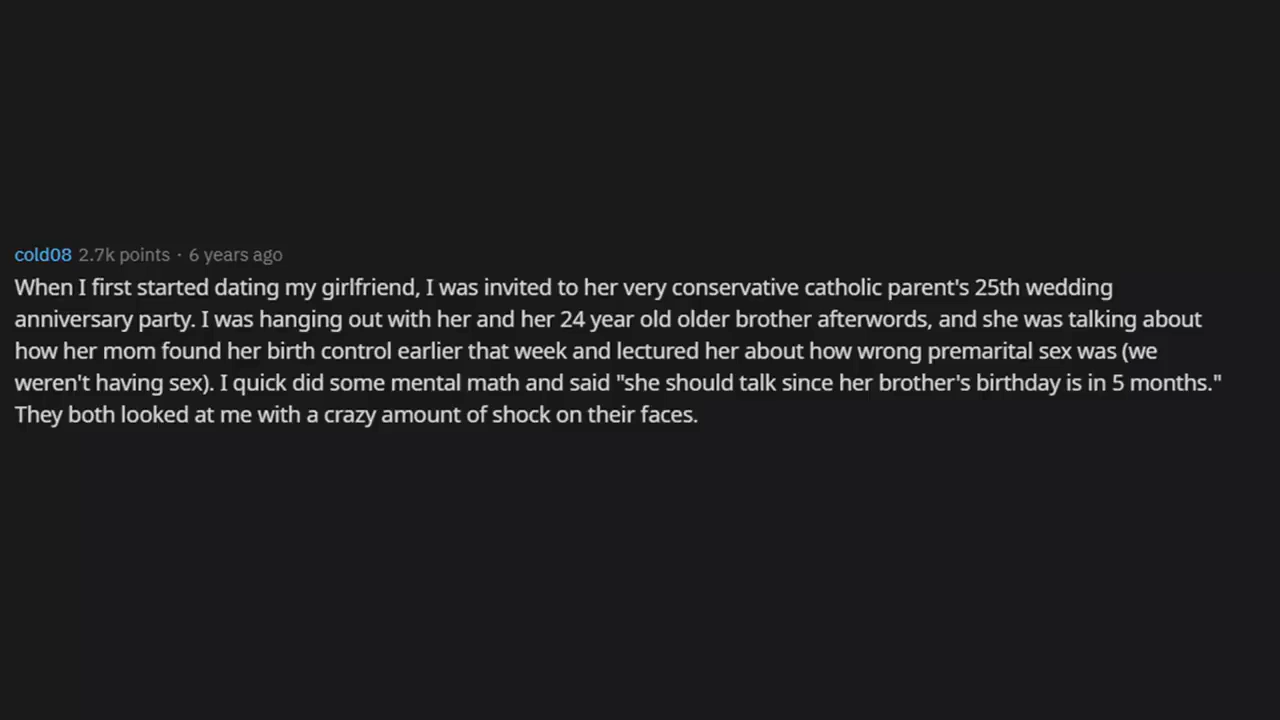 cold08 2.7k points · 6 years ago
When I first started dating my girlfriend, I was invited to her very conservative catholic parent's 25th wedding
anniversary party. I was hanging out with her and her 24 year old older brother afterwords, and she was talking about
how her mom found her birth control earlier that week and lectured her about how wrong premarital sex was (we
weren't having sex). I quick did some mental math and said "she should talk since her brother's birthday is in 5 months."
They both looked at me with a crazy amount of shock on their faces.